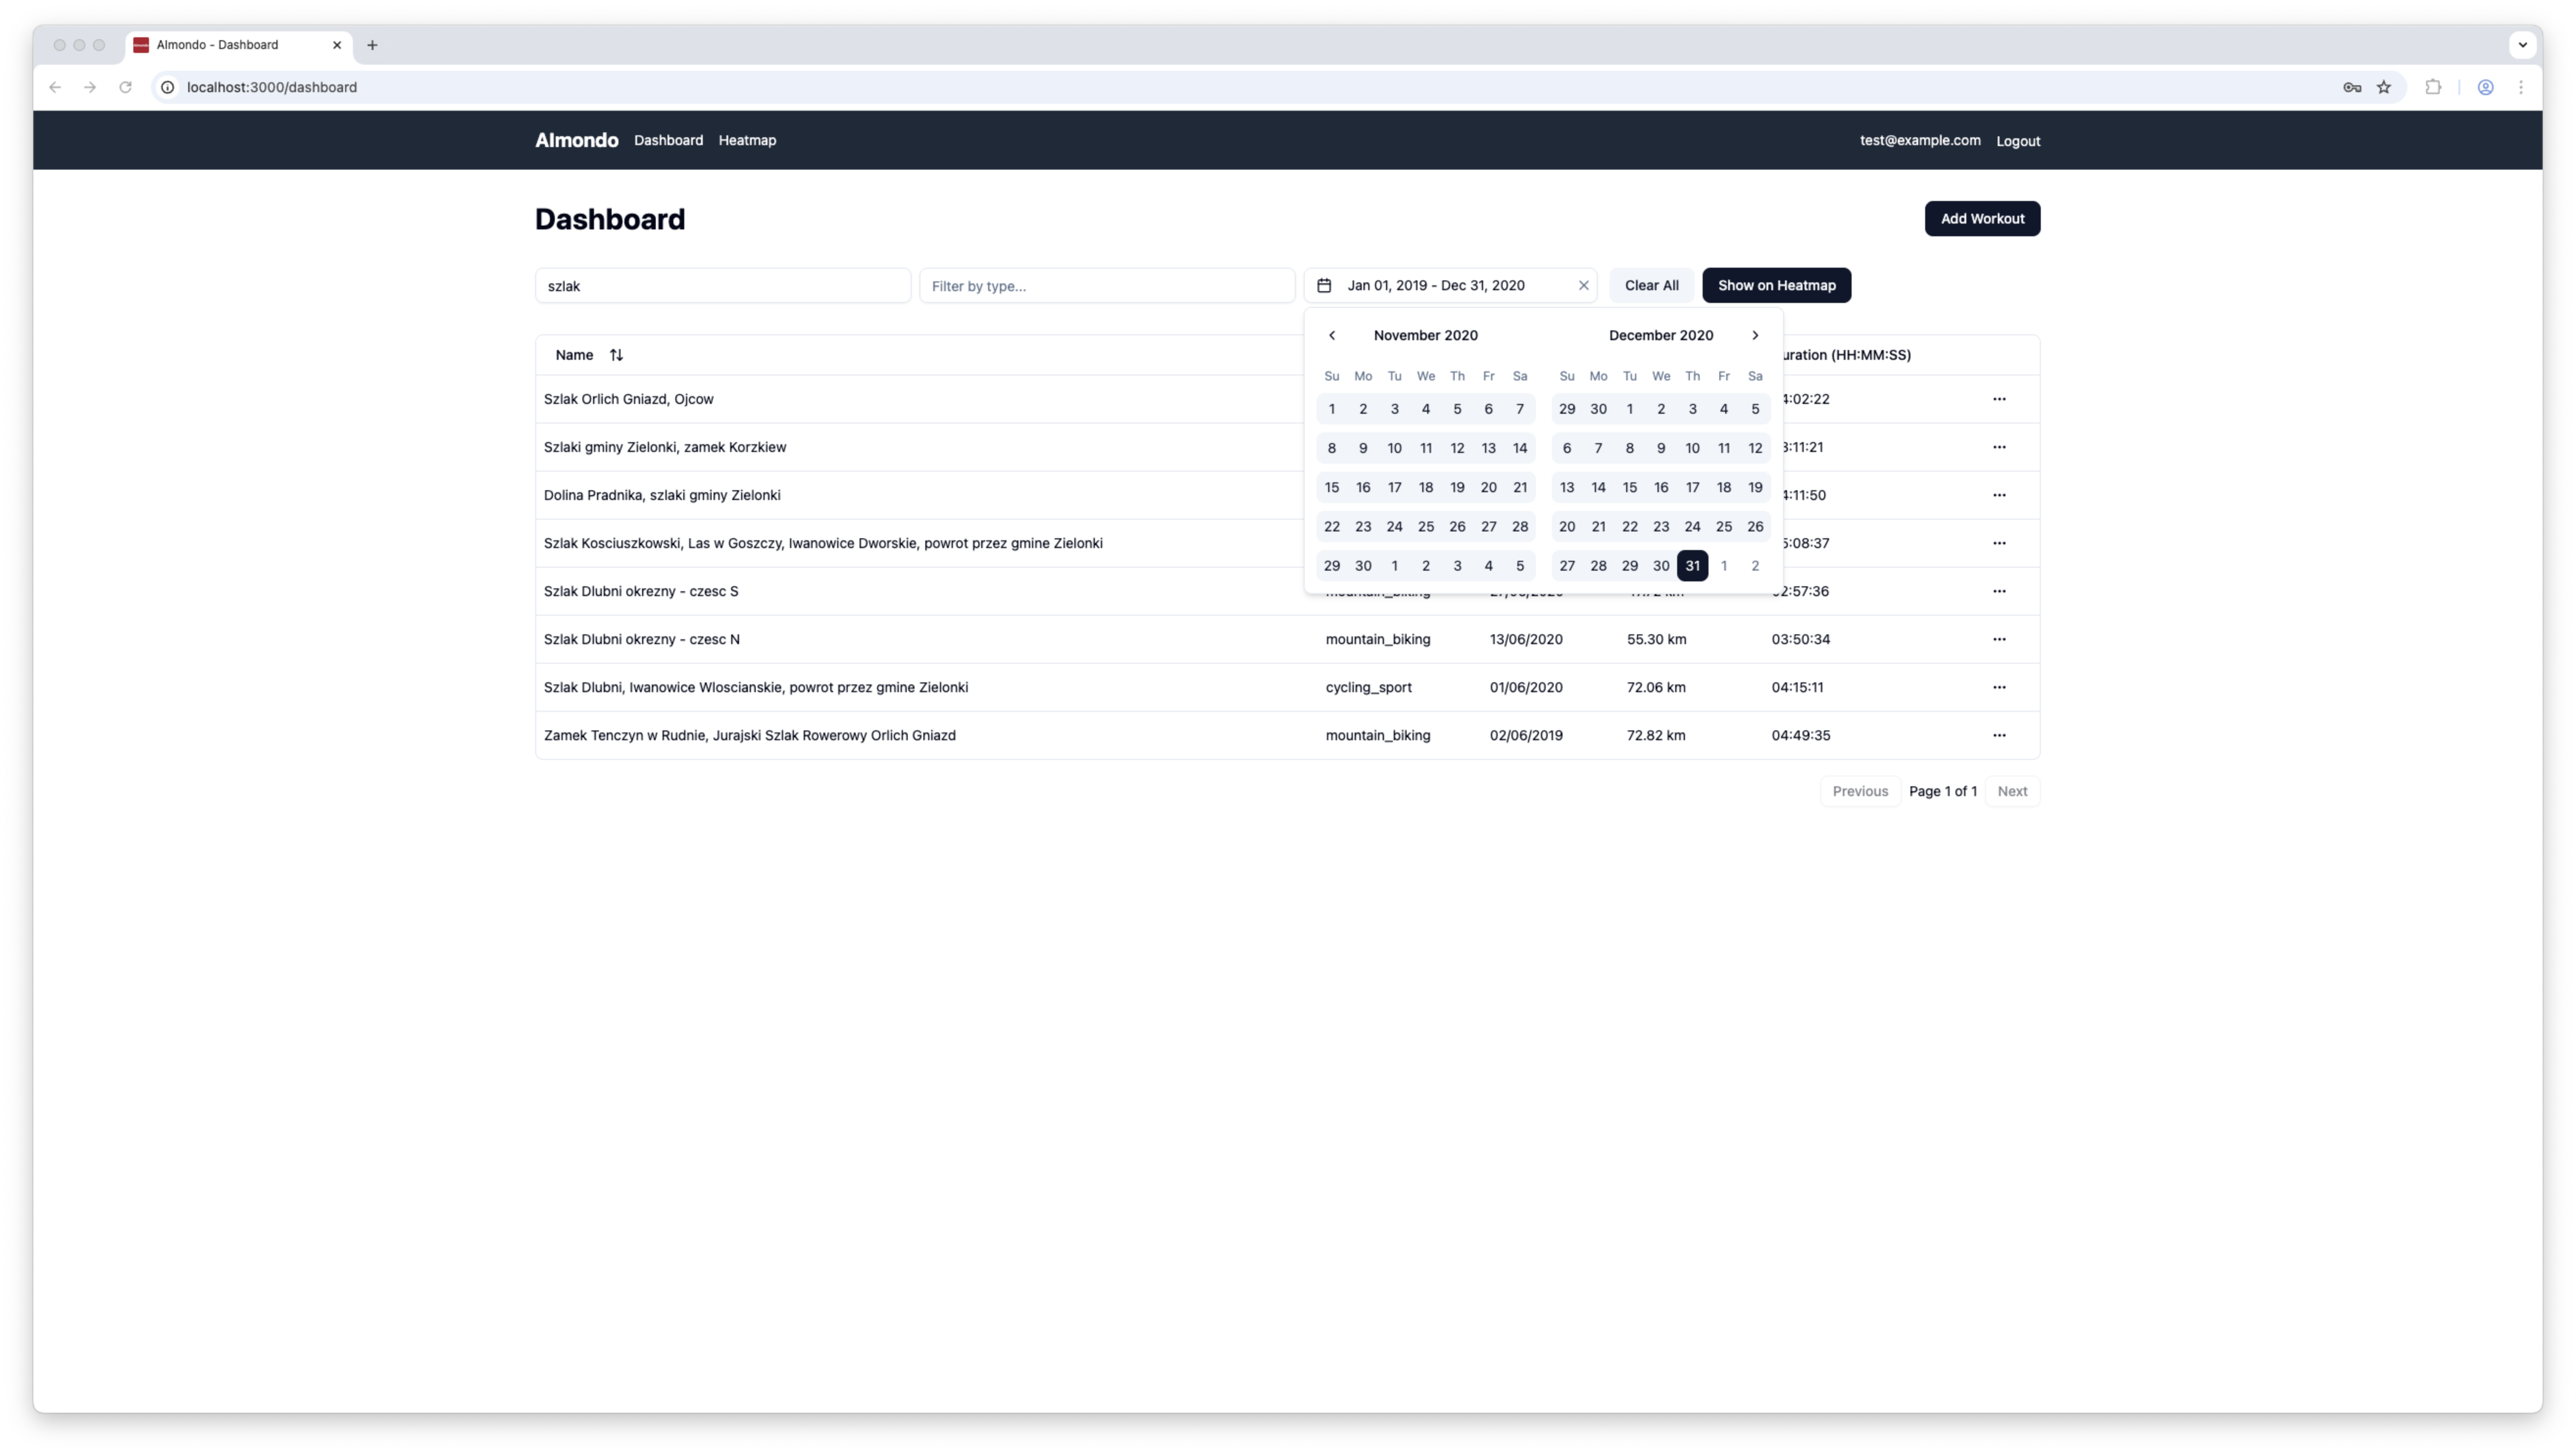 Almondo - Dashboard
localhost:3000/dashboard
Almondo Dashboard Heatmap test@example.com Logout
Dashboard Add Workout
szlak Filter by type... Jan 01, 2019 - Dec 31, 2020 Clear All Show on Heatmap
November 2020 December 2020
Name uration (HH:MM:SS)
Su Mo Tu We Th Fr Sa Su Mo Tu We Th Fr Sa
Szlak Orlich Gniazd, Ojcow :02:22
1 2 3 4 5 6 7 29 30 1 2 3 4 5
Szlaki gminy Zielonki, zamek Korzkiew :11:21
8 9 10 11 12 13 14 6 7 8 9 10 11 12
15 16 17 18 19 20 21 13 14 15 16 17 18 19
Dolina Pradnika, szlaki gminy Zielonki :11:50
22 23 24 25 26 27 28 20 21 22 23 24 25 26
Szlak Kosciuszkowski, Las w Goszczy, Iwanowice Dworskie, powrot przez gmine Zielonki :08:37
29 30 1 2 3 4 5 27 28 29 30 31 1 2
Szlak Dlubni okrezny - czesc S mountain_biking 2:57:36
Szlak Dlubni okrezny - czesc N mountain_biking 13/06/2020 55.30 km 03:50:34
Szlak Dlubni, Iwanowice Wloscianskie, powrot przez gmine Zielonki cycling_sport 01/06/2020 72.06 km 04:15:11
Zamek Tenczyn w Rudnie, Jurajski Szlak Rowerowy Orlich Gniazd mountain_biking 02/06/2019 72.82 km 04:49:35
Previous Page 1 of 1 Next